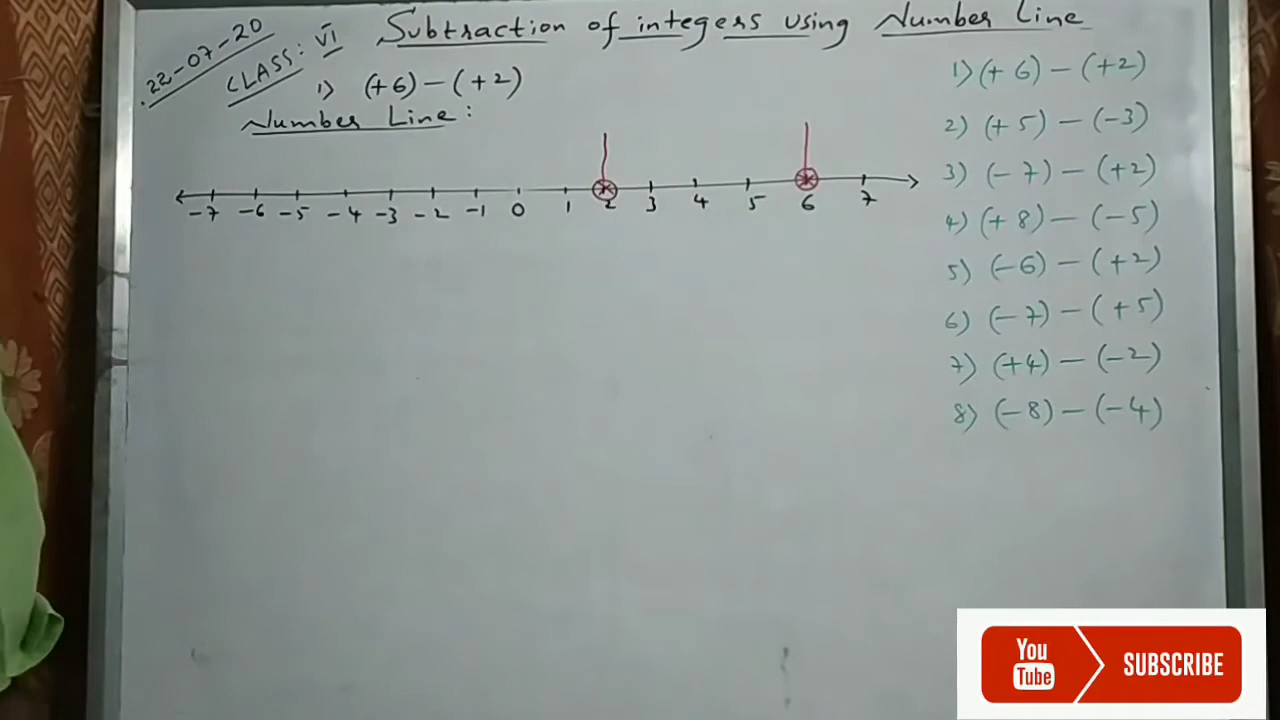 22-07-20
CLASS: VI
Subtraction of integers using Number Line
1) (+6) - (+2)
Number Line:
-7 -6 -5 -4 -3 -2 -1 0 1 2 3 4 5 6 7
1) (+6) - (+2)
2) (+5) - (-3)
3) (-7) - (+2)
4) (+8) - (-5)
5) (-6) - (+2)
6) (-7) - (+5)
7) (+4) - (-2)
8) (-8) - (-4)
You Tube SUBSCRIBE